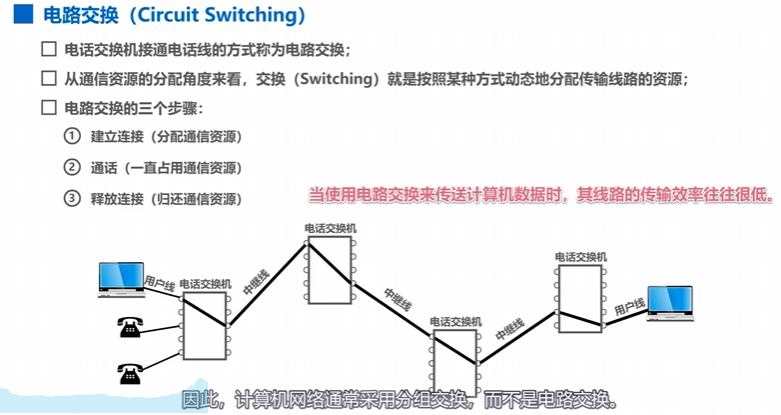 电路交换（Circuit Switching）
电话交换机接通电话线的方式称为电路交换；
从通信资源的分配角度来看，交换（Switching）就是按照某种方式动态地分配传输线路的资源；
电路交换的三个步骤：
① 建立连接（分配通信资源）
② 通话（一直占用通信资源）
③ 释放连接（归还通信资源）
当使用电路交换来传送计算机数据时，其线路的传输效率往往很低。
电话交换机
电话交换机
用户线
电话交换机
中继线
中继线
电话交换机
中继线
用户线
因此，计算机网络通常采用分组交换，而不是电路交换。